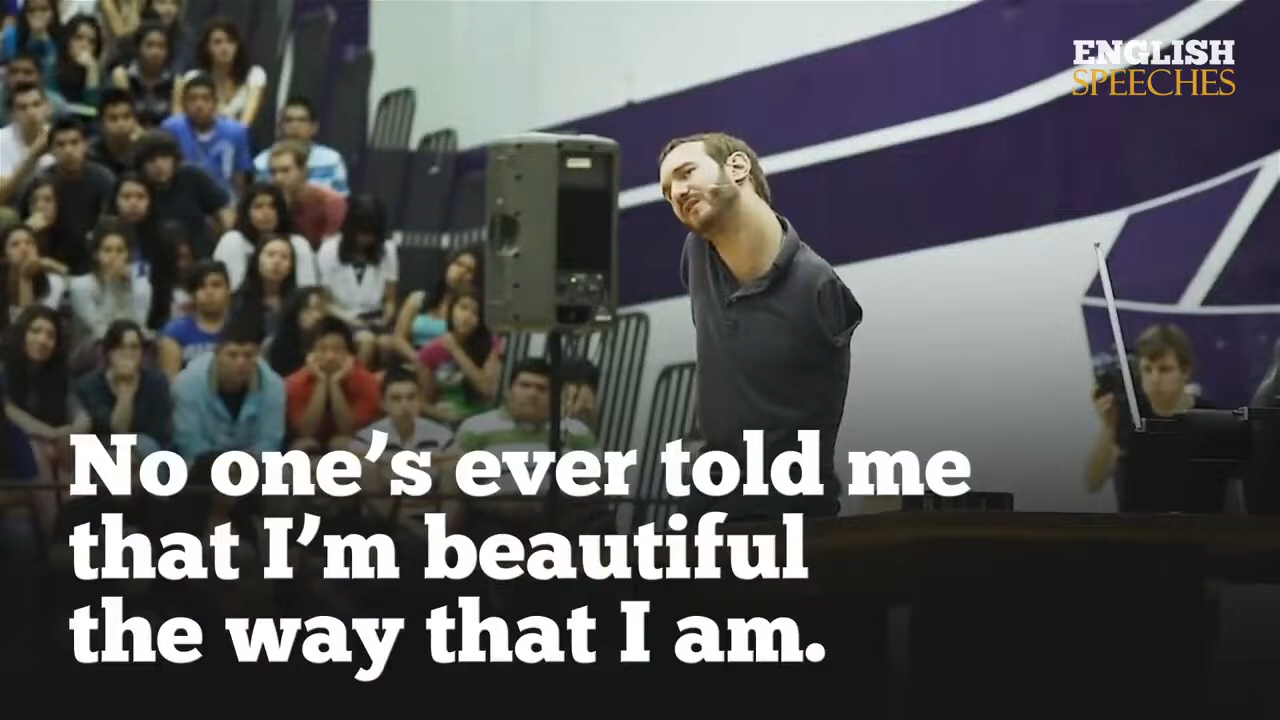 ENGLISH
SPEECHES
No one’s ever told me
that I’m beautiful
the way that I am.